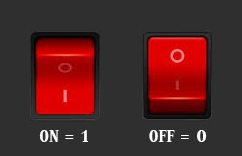 O O
I I
ON = 1 OFF = 0